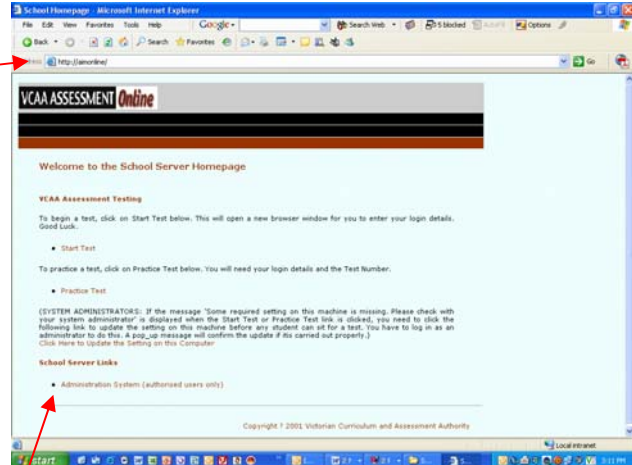 School Homepage - Microsoft Internet Explorer
File Edit View Favorites Tools Help Google Search Web 5 blocked Options
Back Search Favorites
http://aimonline/ Go
VCAA ASSESSMENT Online
Welcome to the School Server Homepage
VCAA Assessment Testing
To begin a test, click on Start Test below. This will open a new browser window for you to enter your login details.
Good Luck.
Start Test
To practice a test, click on Practice Test below. You will need your login details and the Test Number.
Practice Test
(SYSTEM ADMINISTRATORS: If the message 'Some required setting on this machine is missing. Please check with
your system administrator' is displayed when the Start Test or Practice Test link is clicked, you need to click the
following link to update the setting on this machine before any student can sit for a test. You have to log in as an
administrator to do this. A pop_up message will confirm the update if its carried out properly.)
Click Here to Update the Setting on this Computer
School Server Links
Administration System (authorised users only)
Copyright ? 2001 Victorian Curriculum and Assessment Authority
Local intranet
start 3:11 PM